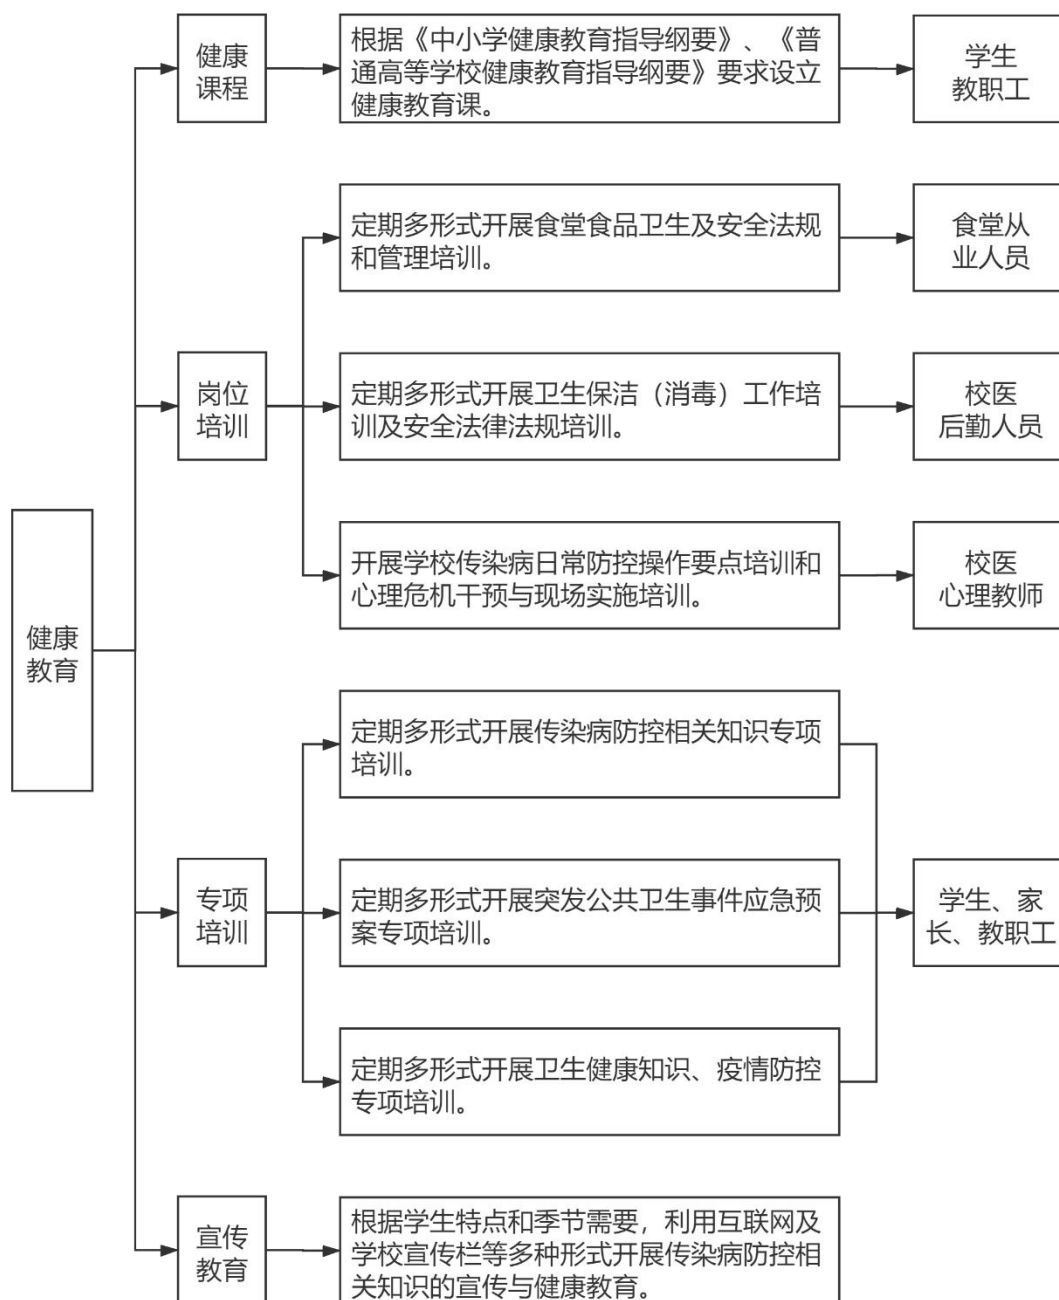 健康
课程
根据《中小学健康教育指导纲要》、《普
通高等学校健康教育指导纲要》要求设立
健康教育课。
学生
教职工
定期多形式开展食堂食品卫生及安全法规
和管理培训。
食堂从
业人员
岗位
培训
定期多形式开展卫生保洁（消毒）工作培
训及安全法律法规培训。
校医
后勤人员
开展学校传染病日常防控操作要点培训和
心理危机干预与现场实施培训。
校医
心理教师
健康
教育
定期多形式开展传染病防控相关知识专项
培训。
专项
培训
定期多形式开展突发公共卫生事件应急预
案专项培训。
学生、家
长、教职工
定期多形式开展卫生健康知识、疫情防控
专项培训。
宣传
教育
根据学生特点和季节需要，利用互联网及
学校宣传栏等多种形式开展传染病防控相
关知识的宣传与健康教育。